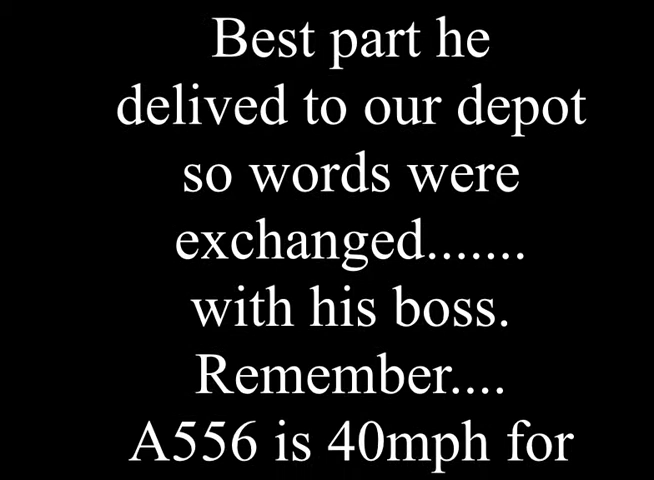 Best part he
delived to our depot
so words were
exchanged.......
with his boss.
Remember....
A556 is 40mph for